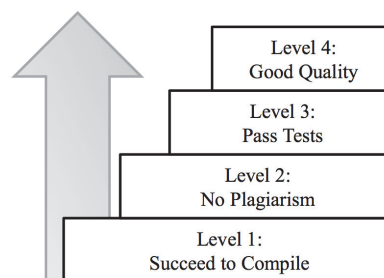 Level 4:
Good Quality
Level 3:
Pass Tests
Level 2:
No Plagiarism
Level 1:
Succeed to Compile